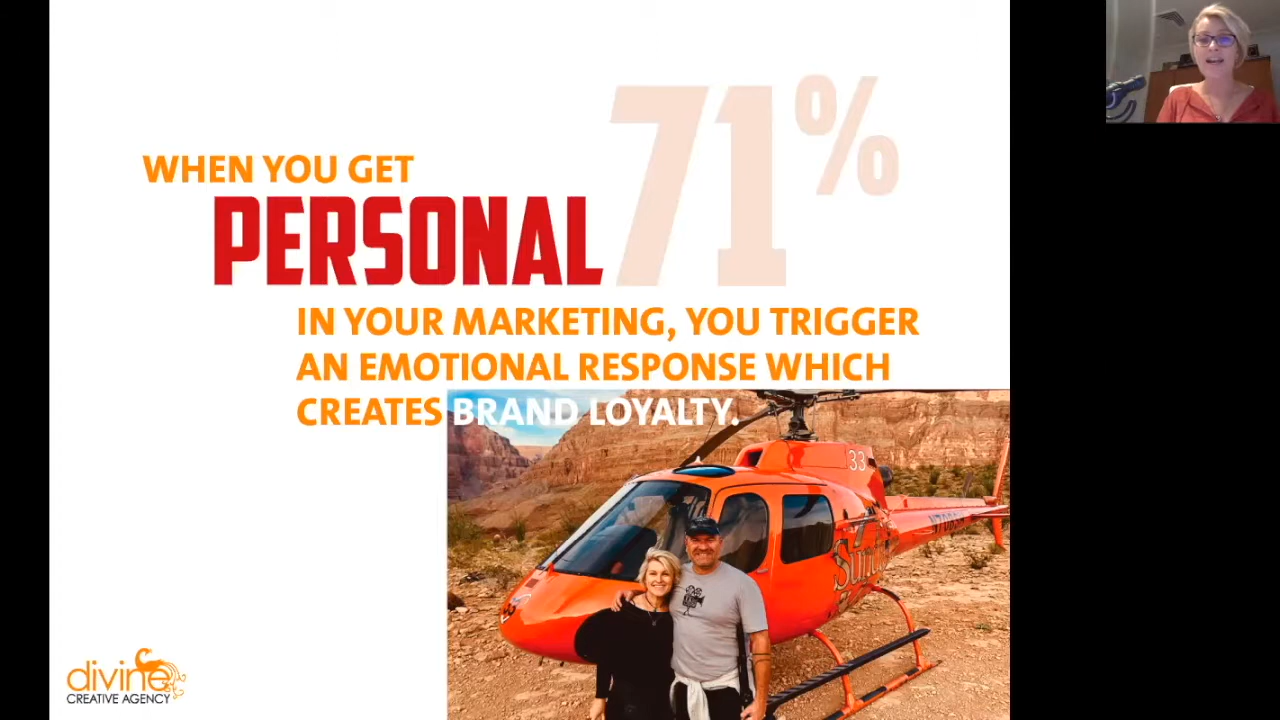 71%
WHEN YOU GET
PERSONAL
IN YOUR MARKETING, YOU TRIGGER
AN EMOTIONAL RESPONSE WHICH
CREATES BRAND LOYALTY.
33
divine
CREATIVE AGENCY